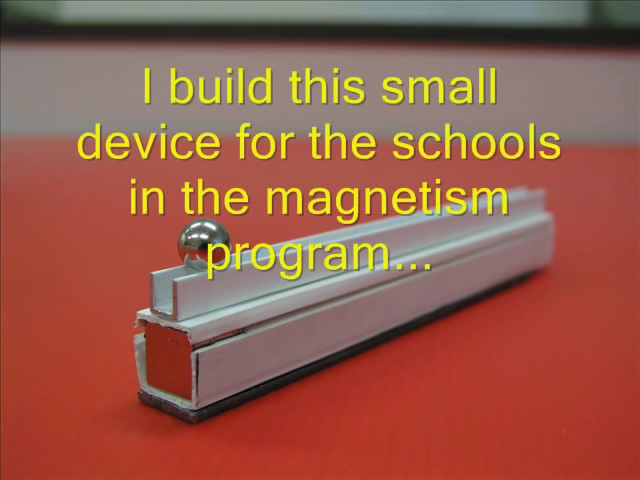 I build this small
device for the schools
in the magnetism
program...